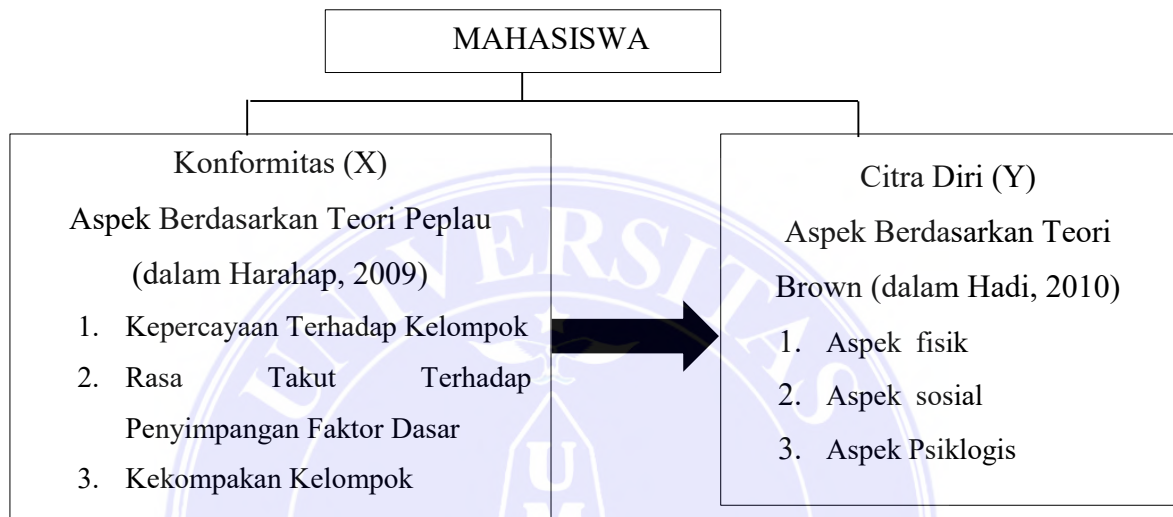 MAHASISWA
Konformitas (X)
Aspek Berdasarkan Teori Peplau
(dalam Harahap, 2009)
1. Kepercayaan Terhadap Kelompok
2. Rasa Takut Terhadap
Penyimpangan Faktor Dasar
3. Kekompakan Kelompok
Citra Diri (Y)
Aspek Berdasarkan Teori
Brown (dalam Hadi, 2010)
1. Aspek fisik
2. Aspek sosial
3. Aspek Psiklogis
UNIVERSITAS
U
M